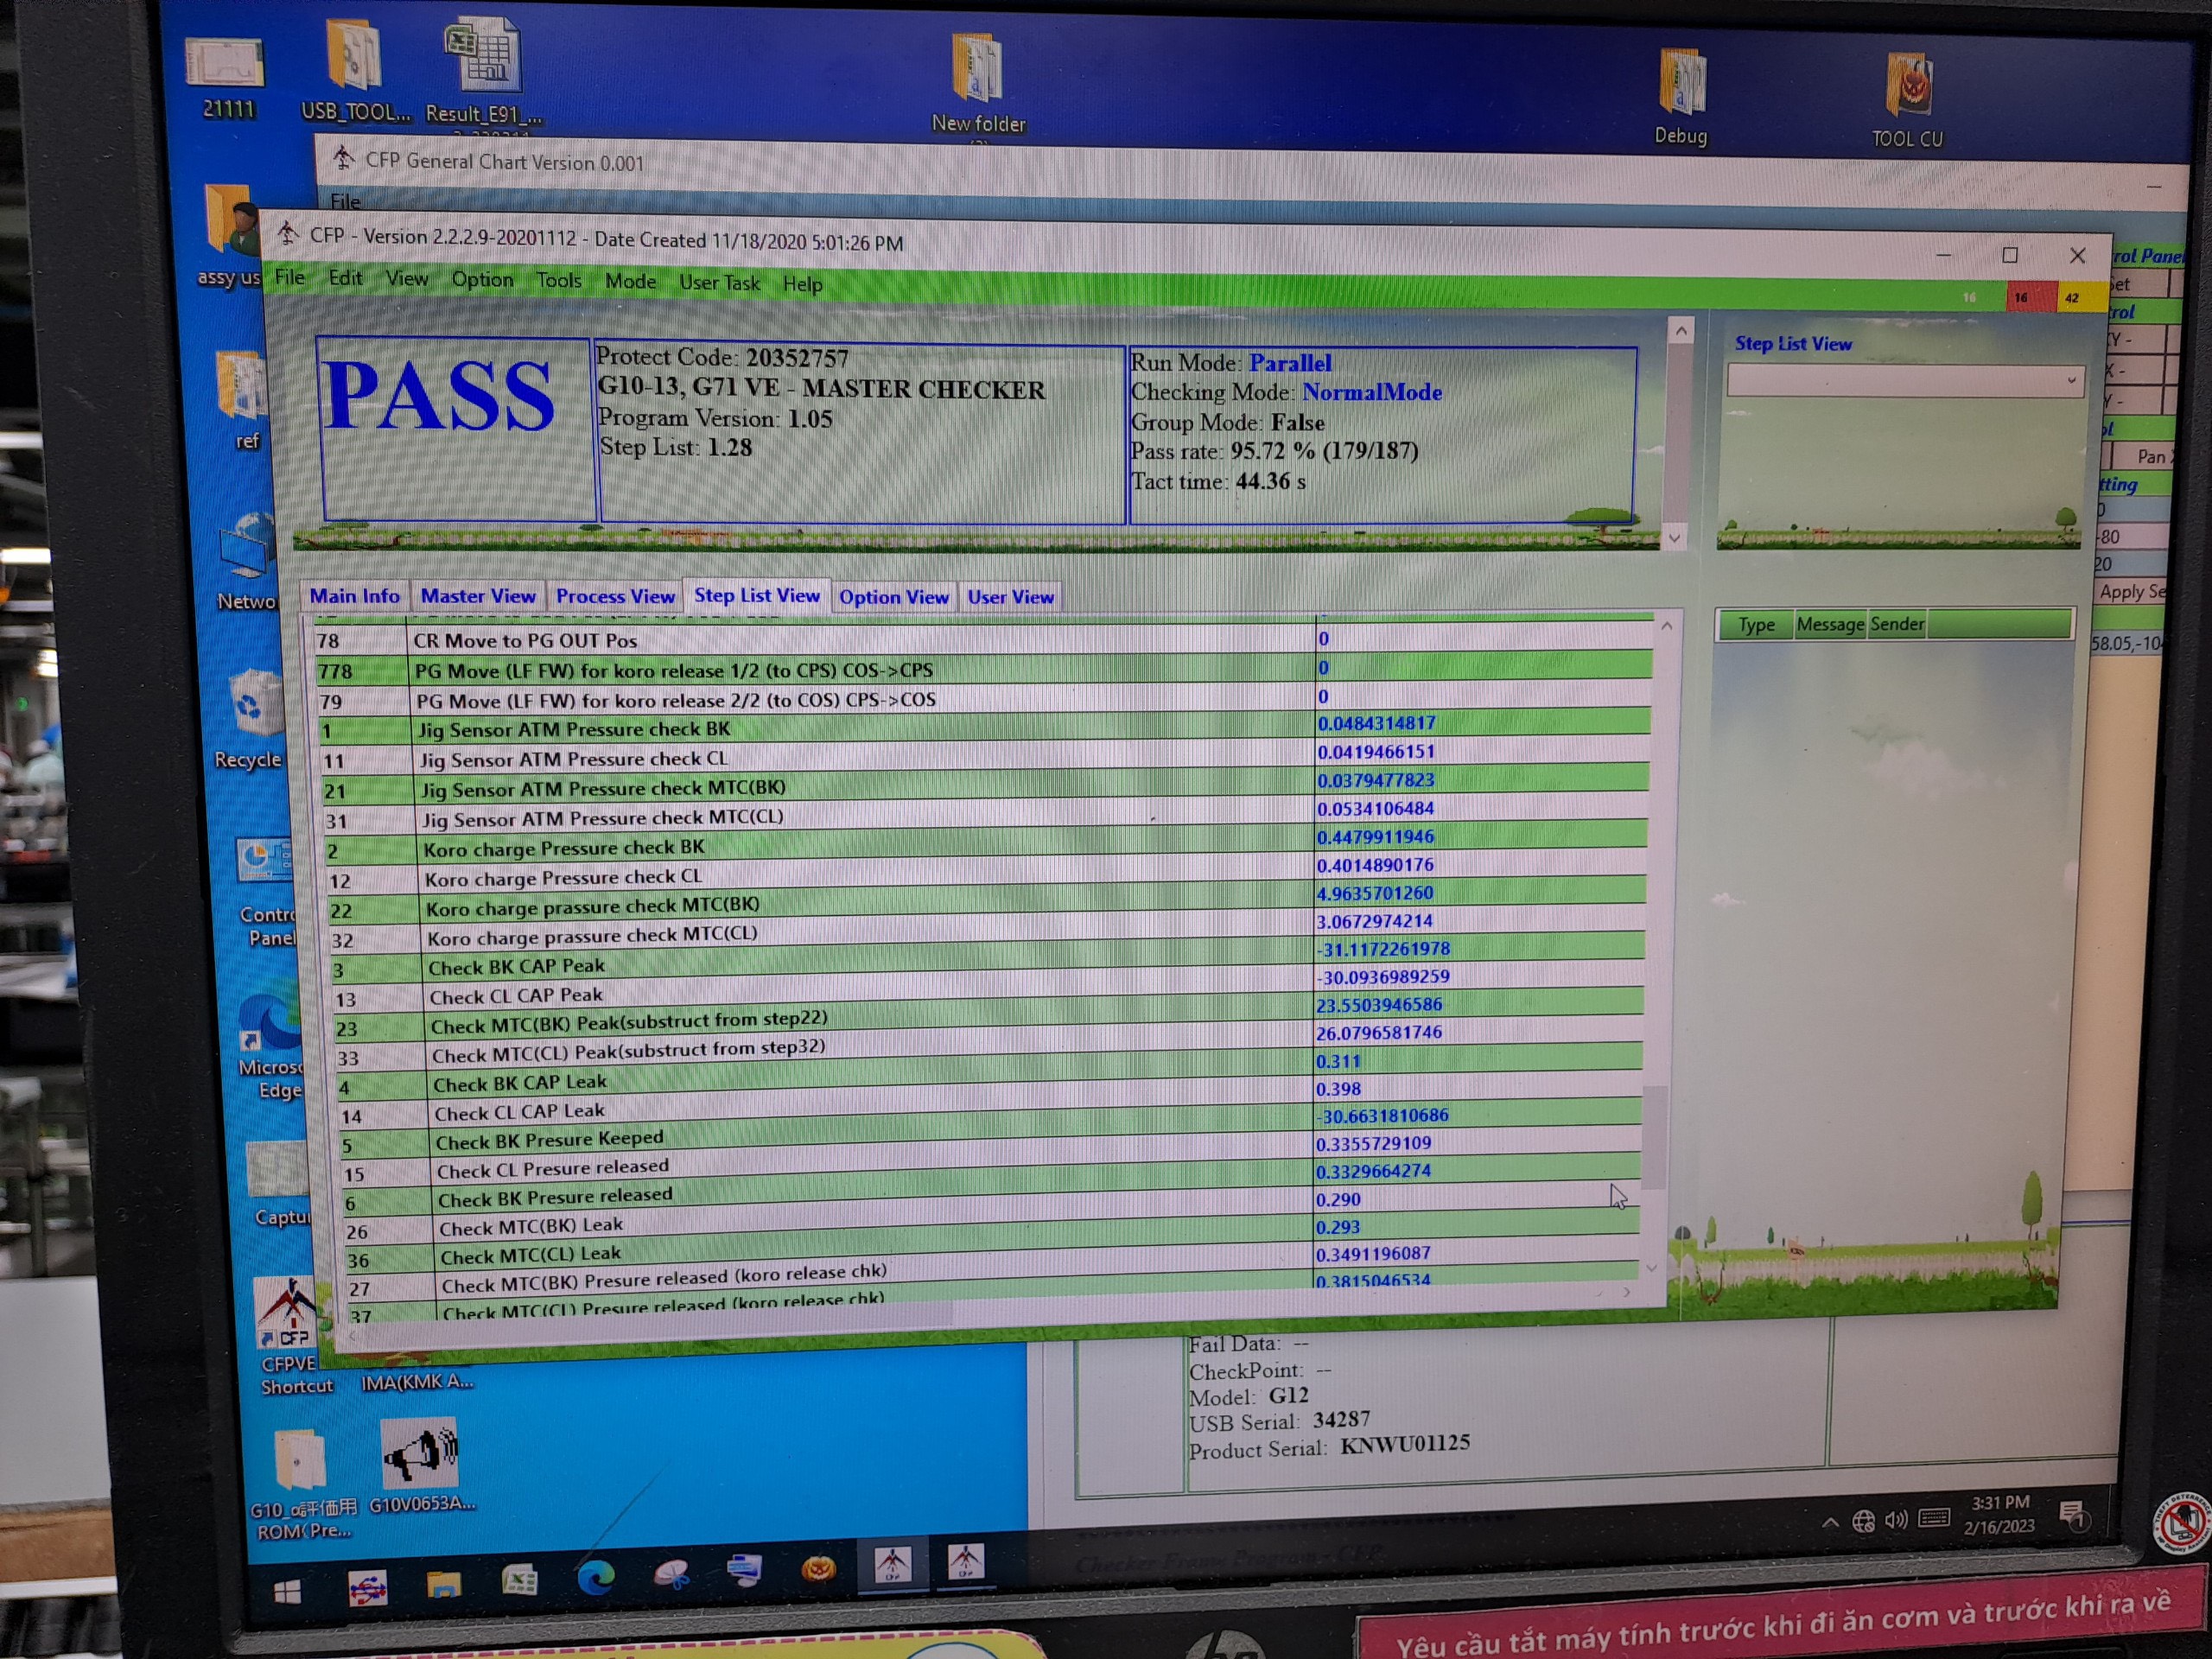 21111
USB_TOOL...
Result_E91_...
New folder
Debug
TOOL CU
CFP General Chart Version 0.001
File
CFP - Version 2.2.2.9-20201112 - Date Created 11/18/2020 5:01:26 PM
File Edit View Option Tools Mode User Task Help
16 16 42
PASS
Protect Code: 20352757
G10-13, G71 VE - MASTER CHECKER
Program Version: 1.05
Step List: 1.28
Run Mode: Parallel
Checking Mode: NormalMode
Group Mode: False
Pass rate: 95.72 % (179/187)
Tact time: 44.36 s
Step List View
Main Info Master View Process View Step List View Option View User View
78 CR Move to PG OUT Pos 0
778 PG Move (LF FW) for koro release 1/2 (to CPS) COS->CPS 0
79 PG Move (LF FW) for koro release 2/2 (to COS) CPS->COS 0
1 Jig Sensor ATM Pressure check BK 0.0484314817
11 Jig Sensor ATM Pressure check CL 0.0419466151
21 Jig Sensor ATM Pressure check MTC(BK) 0.0379477823
31 Jig Sensor ATM Pressure check MTC(CL) 0.0534106484
2 Koro charge Pressure check BK 0.4479911946
12 Koro charge Pressure check CL 0.4014890176
22 Koro charge prassure check MTC(BK) 4.9635701260
32 Koro charge prassure check MTC(CL) 3.0672974214
3 Check BK CAP Peak -31.1172261978
13 Check CL CAP Peak -30.0936989259
23 Check MTC(BK) Peak(substruct from step22) 23.5503946586
33 Check MTC(CL) Peak(substruct from step32) 26.0796581746
4 Check BK CAP Leak 0.311
14 Check CL CAP Leak 0.398
5 Check BK Presure Keeped -30.6631810686
15 Check CL Presure released 0.3355729109
6 Check BK Presure released 0.3329664274
26 Check MTC(BK) Leak 0.290
36 Check MTC(CL) Leak 0.293
27 Check MTC(BK) Presure released (koro release chk) 0.3491196087
37 Check MTC(CL) Presure released (koro release chk) 0.3815046534
Type Message Sender
Pan
Apply Se
assy us
ref
Netwo
Recycle
Contro
Panel
Microso
Edge
Captu
CFP
CFPVE
Shortcut
IMA(KMK A...
G10_α評価用
ROM(Pre...
G10V0653A...
Fail Data: --
CheckPoint: --
Model: G12
USB Serial: 34287
Product Serial: KNWU01125
Checker Frame Program - CFP
3:31 PM
2/16/2023
hp
Yêu cầu tắt máy tính trước khi đi ăn cơm và trước khi ra về